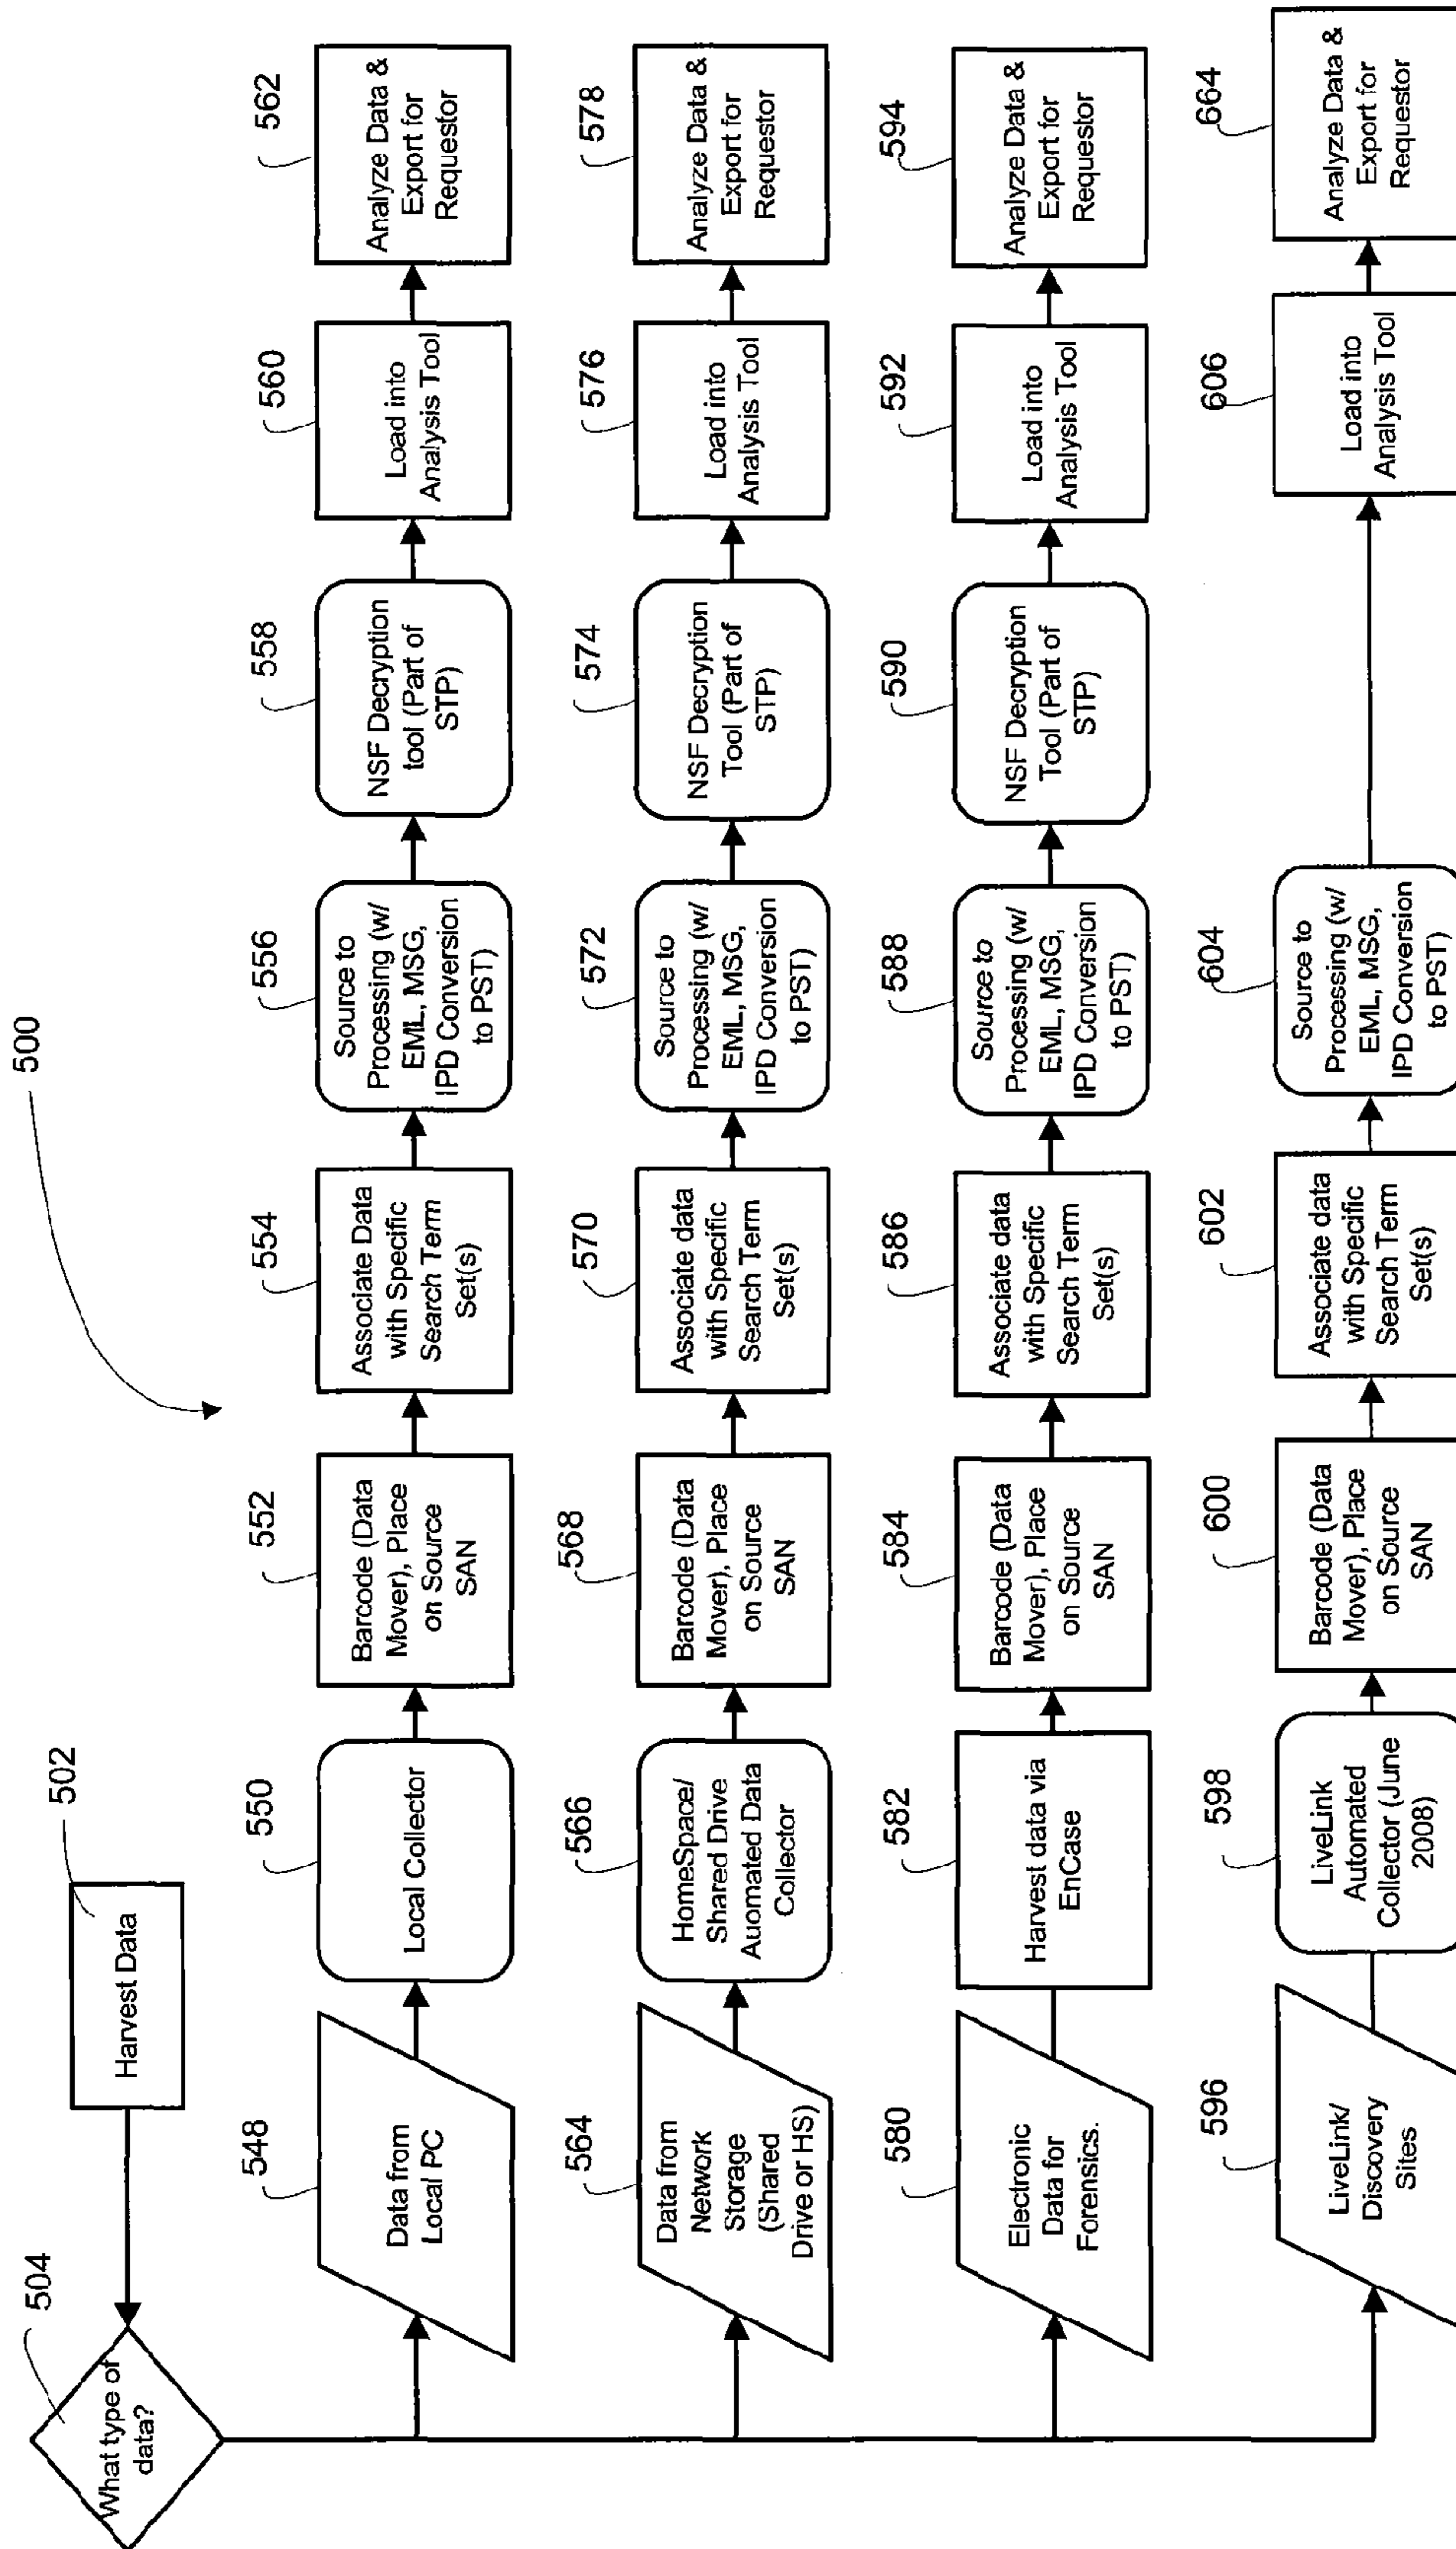 500
502
Harvest Data
504
What type of
data?
548
Data from
Local PC
550
Local Collector
552
Barcode (Data
Mover), Place
on Source
SAN
554
Associate Data
with Specific
Search Term
Set(s)
556
Source to
Processing (w/
EML, MSG,
IPD Conversion
to PST)
558
NSF Decryption
tool (Part of
STP)
560
Load into
Analysis Tool
562
Analyze Data &
Export for
Requestor
564
Data from
Network
Storage
(Shared
Drive or HS)
566
HomeSpace/
Shared Drive
Auomated Data
Collector
568
Barcode (Data
Mover), Place
on Source
SAN
570
Associate data
with Specific
Search Term
Set(s)
572
Source to
Processing (w/
EML, MSG,
IPD Conversion
to PST)
574
NSF Decryption
Tool (Part of
STP)
576
Load into
Analysis Tool
578
Analyze Data &
Export for
Requestor
580
Electronic
Data for
Forensics.
582
Harvest data via
EnCase
584
Barcode (Data
Mover), Place
on Source
SAN
586
Associate data
with Specific
Search Term
Set(s)
588
Source to
Processing (w/
EML, MSG,
IPD Conversion
to PST)
590
NSF Decryption
Tool (Part of
STP)
592
Load into
Analysis Tool
594
Analyze Data &
Export for
Requestor
596
LiveLink/
Discovery
Sites
598
LiveLink
Automated
Collector (June
2008)
600
Barcode (Data
Mover), Place
on Source
SAN
602
Associate data
with Specific
Search Term
Set(s)
604
Source to
Processing (w/
EML, MSG,
IPD Conversion
to PST)
606
Load into
Analysis Tool
664
Analyze Data &
Export for
Requestor